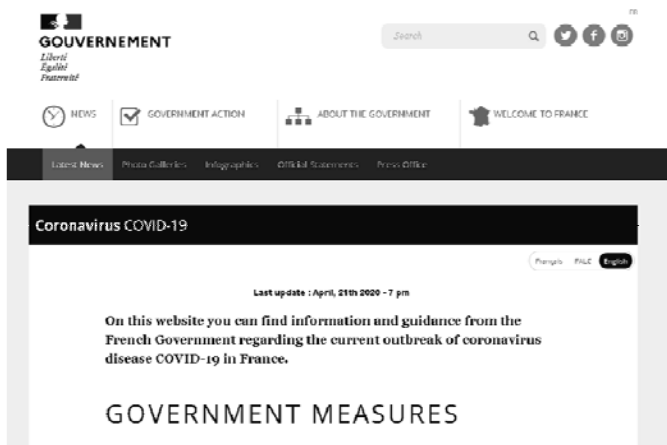 FR
GOUVERNEMENT
Liberté
Égalité
Fraternité
Search
NEWS
GOVERNMENT ACTION
ABOUT THE GOVERNMENT
WELCOME TO FRANCE
Latest News Photo Galleries Infographics Official Statements Press Office
Coronavirus COVID-19
Français FALC English
Last update : April, 21th 2020 - 7 pm
On this website you can find information and guidance from the
French Government regarding the current outbreak of coronavirus
disease COVID-19 in France.
GOVERNMENT MEASURES